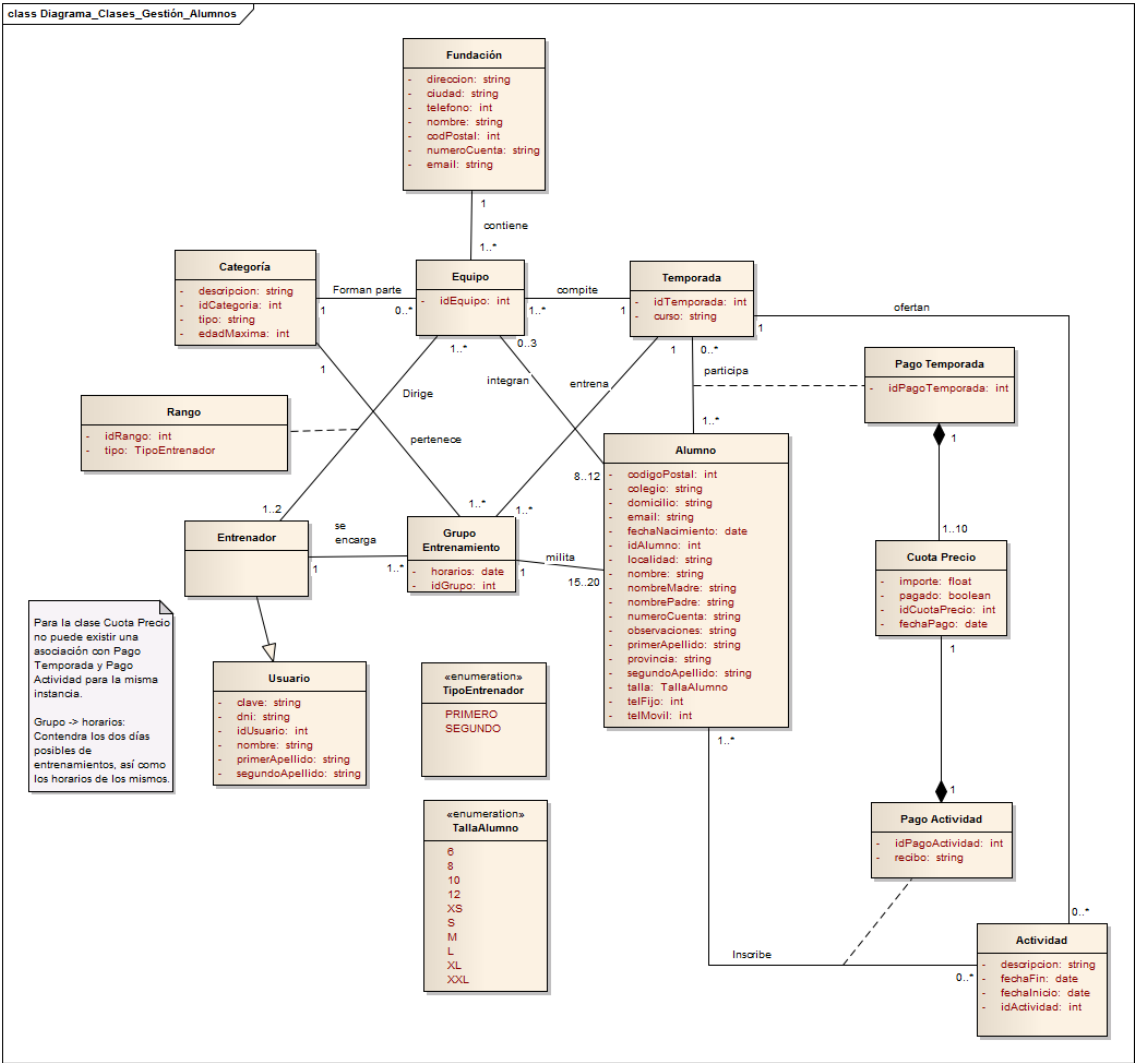 class Diagrama_Clases_Gestión_Alumnos
Fundación
- direccion: string
- ciudad: string
- telefono: int
- nombre: string
- codPostal: int
- numeroCuenta: string
- email: string
1
contiene
1..*
Categoría
- descripcion: string
- idCategoria: int
- tipo: string
- edadMaxima: int
Forman parte
1
0..*
Equipo
- idEquipo: int
compite
1..*
1
Temporada
- idTemporada: int
- curso: string
ofertan
1
1
1..*
0..3
1
0..*
integran
entrena
participa
Dirige
pertenece
1..*
Pago Temporada
- idPagoTemporada: int
1
Rango
- idRango: int
- tipo: TipoEntrenador
Alumno
- codigoPostal: int
- colegio: string
- domicilio: string
- email: string
- fechaNacimiento: date
- idAlumno: int
- localidad: string
- nombre: string
- nombreMadre: string
- nombrePadre: string
- numeroCuenta: string
- observaciones: string
- primerApellido: string
- provincia: string
- segundoApellido: string
- talla: TallaAlumno
- telFijo: int
- telMovil: int
8..12
1..2
1..*
1..*
Entrenador
se
encarga
1
1..*
Grupo
Entrenamiento
- horarios: date
- idGrupo: int
milita
1
15..20
1..10
Cuota Precio
- importe: float
- pagado: boolean
- idCuotaPrecio: int
- fechaPago: date
1
Para la clase Cuota Precio
no puede existir una
asociación con Pago
Temporada y Pago
Actividad para la misma
instancia.
Grupo -> horarios:
Contendra los dos días
posibles de
entrenamientos, así como
los horarios de los mismos.
Usuario
- clave: string
- dni: string
- idUsuario: int
- nombre: string
- primerApellido: string
- segundoApellido: string
«enumeration»
TipoEntrenador
PRIMERO
SEGUNDO
«enumeration»
TallaAlumno
6
8
10
12
XS
S
M
L
XL
XXL
1..*
1
Pago Actividad
- idPagoActividad: int
- recibo: string
Inscribe
0..*
0..*
Actividad
- descripcion: string
- fechaFin: date
- fechaInicio: date
- idActividad: int